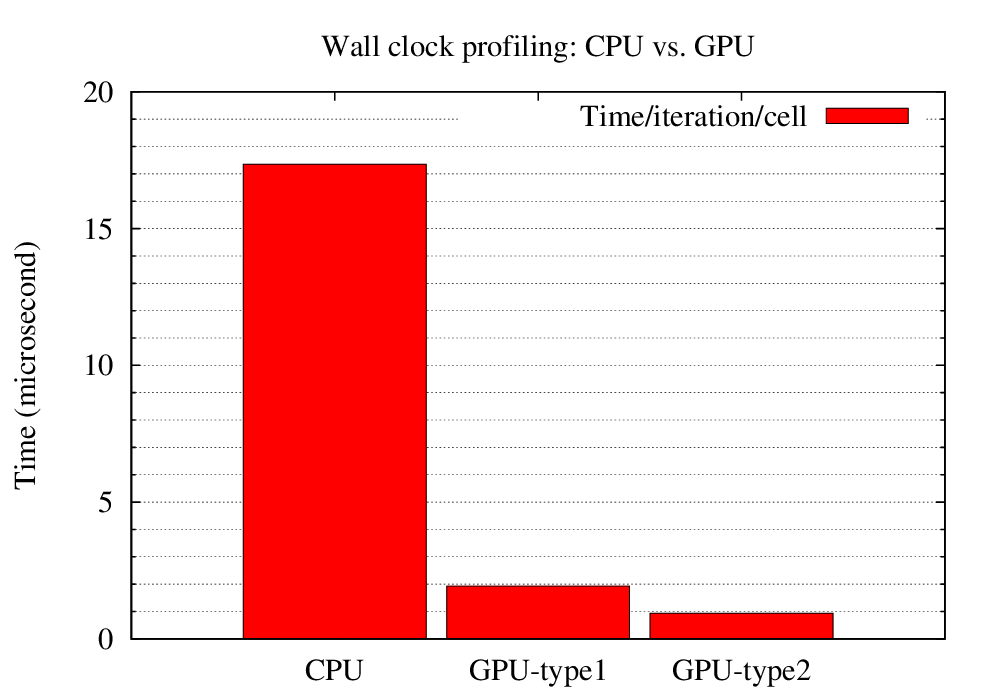 Wall clock profiling: CPU vs. GPU
Time/iteration/cell
20
15
10
5
0
Time (microsecond)
CPU GPU-type1 GPU-type2